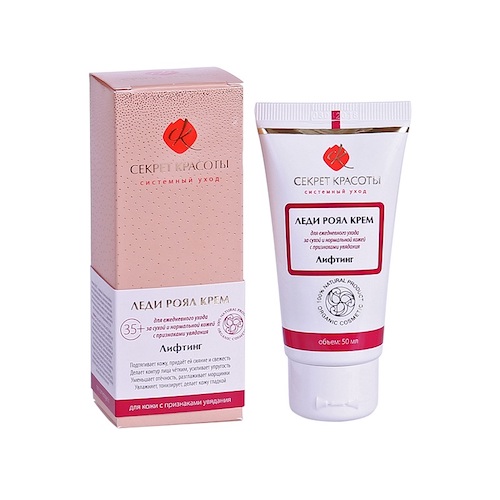 СЕКРЕТ КРАСОТЫ
системный уход
ЛЕДИ РОЯЛ КРЕМ
35+
для ежедневного ухода
за сухой и нормальной кожей
с признаками увядания
Лифтинг
Подтягивает кожу, придаёт ей сияние и свежесть
Делает контур лица чётким, усиливает упругость
Уменьшает отёчность, разглаживает морщинки
Увлажняет, тонизирует, делает кожу гладкой
для кожи с признаками увядания
СЕКРЕТ КРАСОТЫ
системный уход
ЛЕДИ РОЯЛ КРЕМ
для ежедневного ухода
за сухой и нормальной кожей
с признаками увядания
Лифтинг
100% NATURAL PRODUCT
ORGANIC COSMETIC
объем: 50 мл